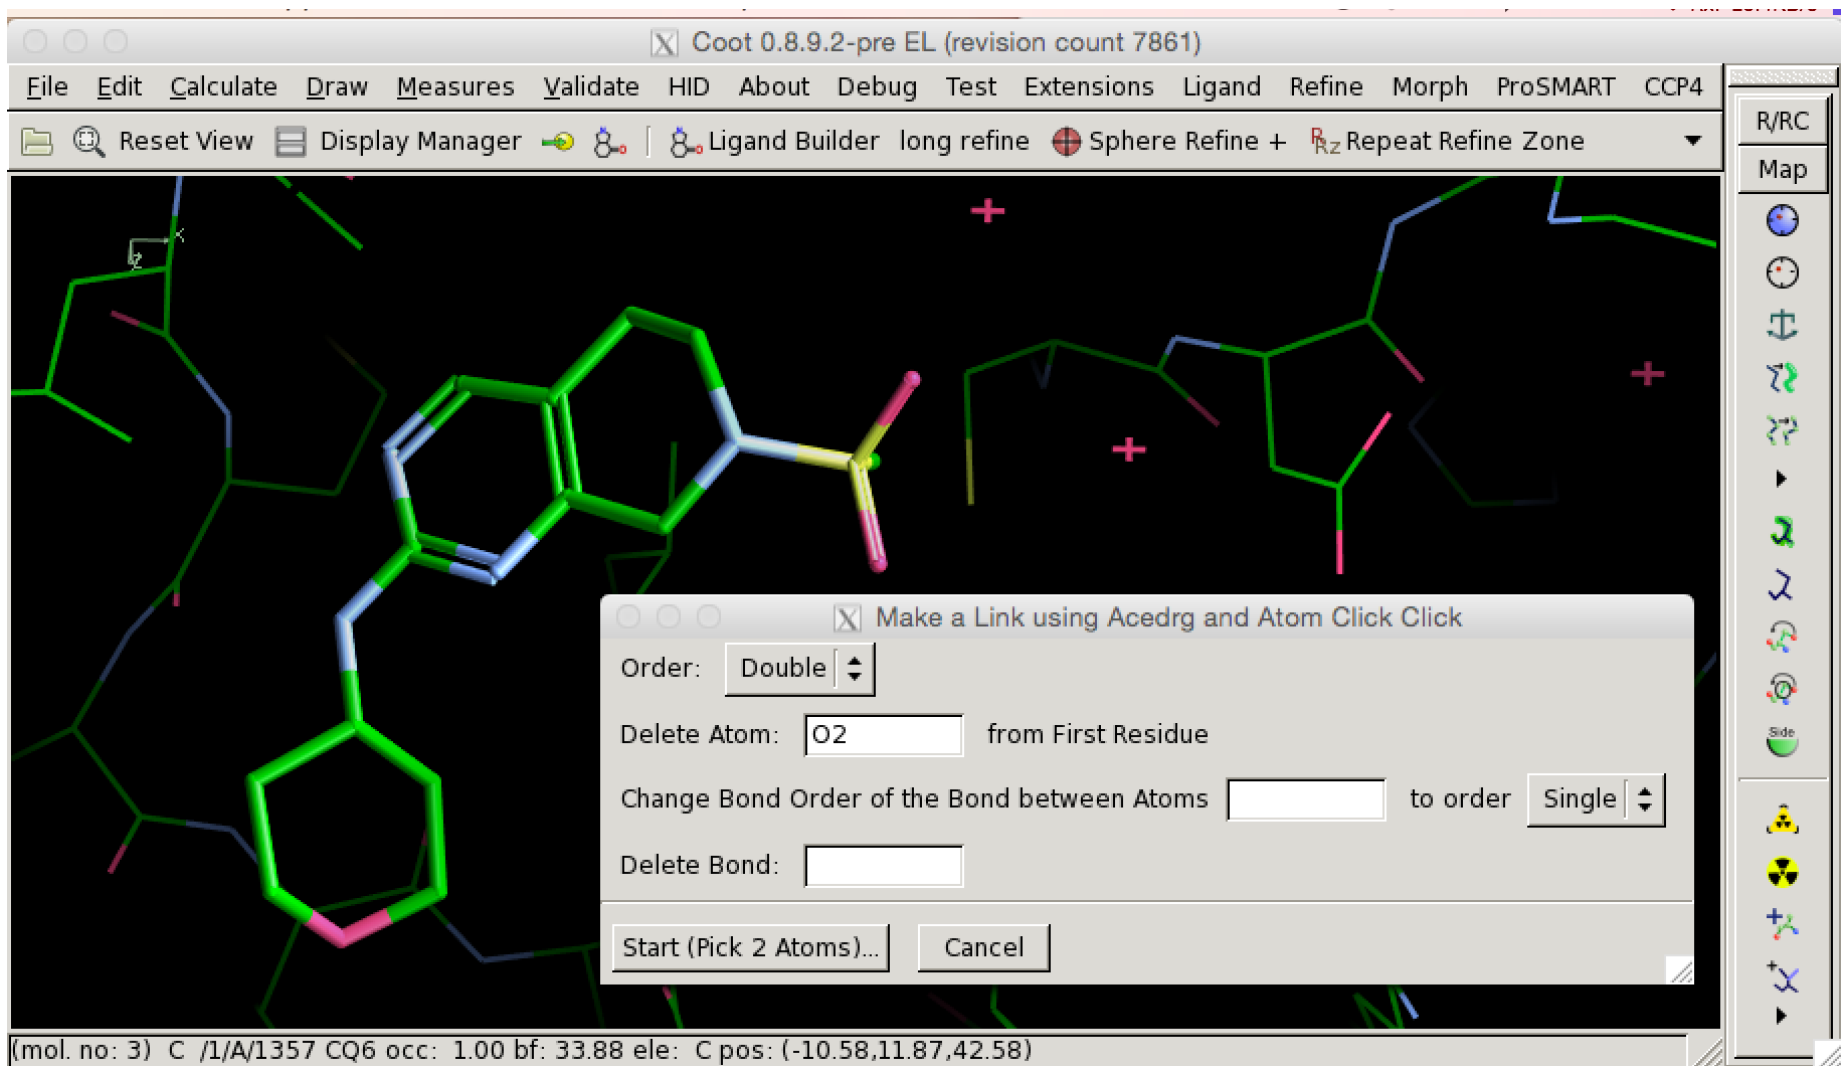 Coot 0.8.9.2-pre EL (revision count 7861)
File Edit Calculate Draw Measures Validate HID About Debug Test Extensions Ligand Refine Morph ProSMART CCP4
R/RC
Reset View Display Manager Ligand Builder long refine Sphere Refine + RRz Repeat Refine Zone
Map
Side
Make a Link using Acedrg and Atom Click Click
Order: Double
Delete Atom: O2 from First Residue
Change Bond Order of the Bond between Atoms to order Single
Delete Bond:
Start (Pick 2 Atoms)... Cancel
(mol. no: 3) C /1/A/1357 CQ6 occ: 1.00 bf: 33.88 ele: C pos: (-10.58,11.87,42.58)